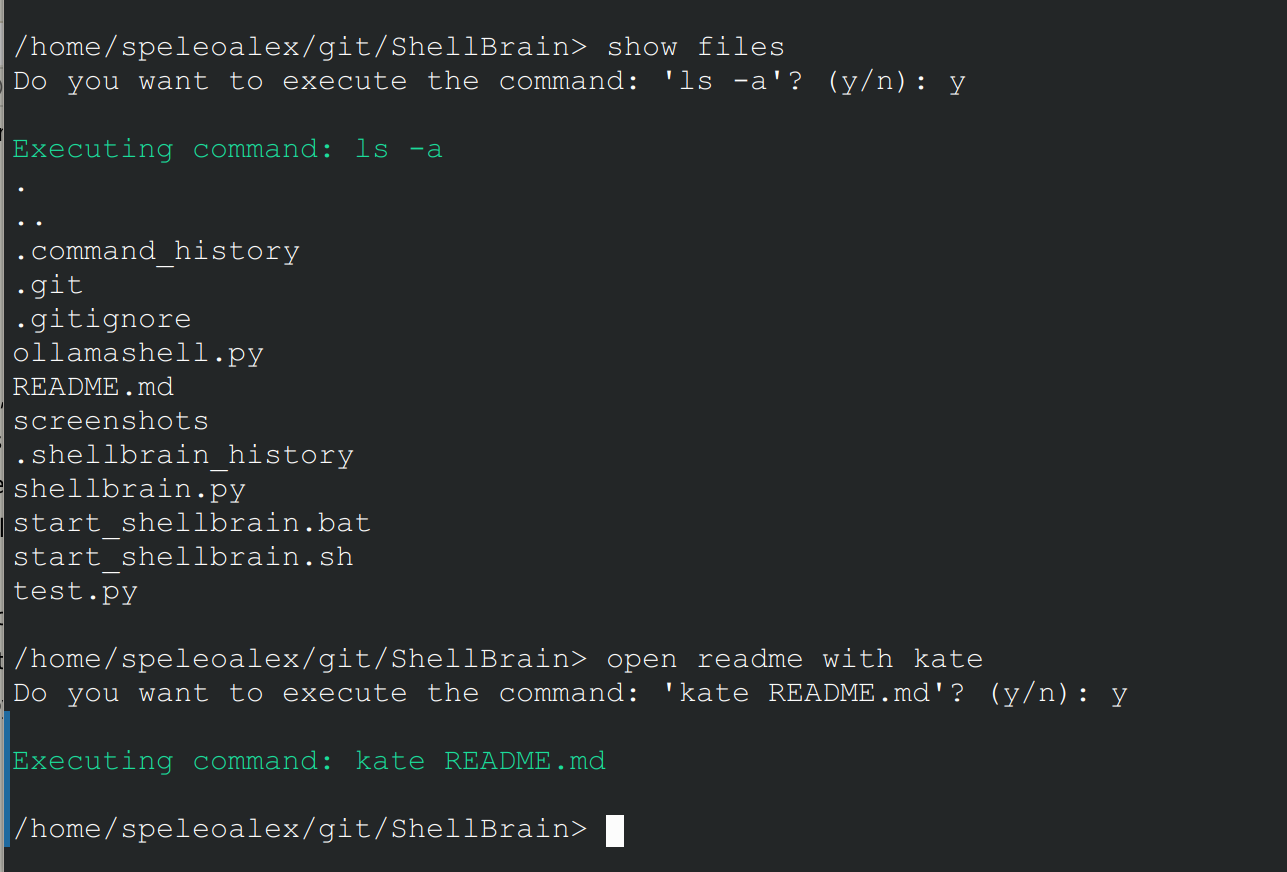 /home/speleoalex/git/ShellBrain> show files
Do you want to execute the command: 'ls -a'? (y/n): y
Executing command: ls -a
.
..
.command_history
.git
.gitignore
ollamashell.py
README.md
screenshots
.shellbrain_history
shellbrain.py
start_shellbrain.bat
start_shellbrain.sh
test.py
/home/speleoalex/git/ShellBrain> open readme with kate
Do you want to execute the command: 'kate README.md'? (y/n): y
Executing command: kate README.md
/home/speleoalex/git/ShellBrain>